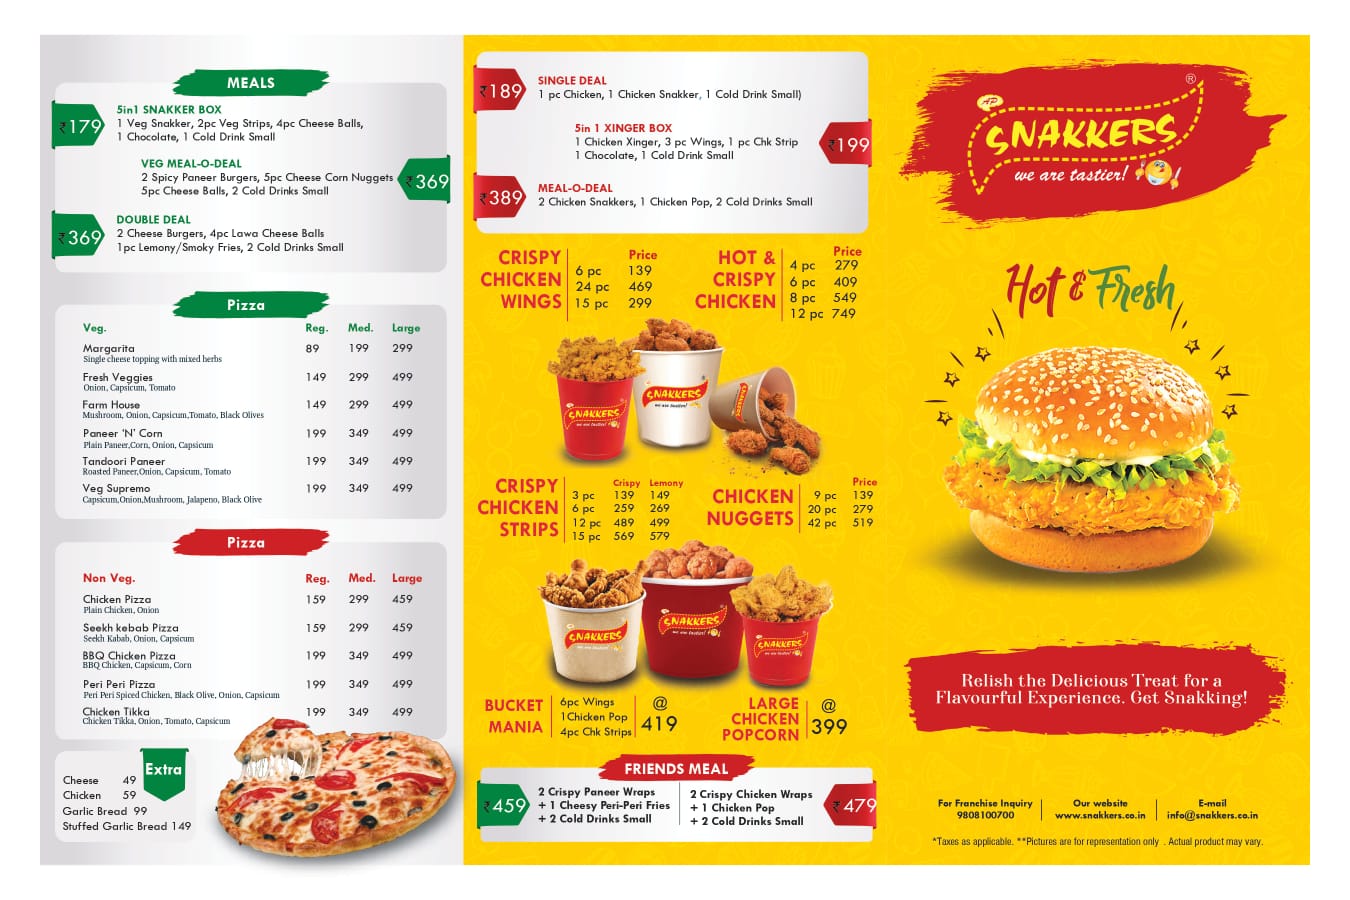 MEALS
5in1 SNAKKER BOX
₹179
1 Veg Snakker, 2pc Veg Strips, 4pc Cheese Balls,
1 Chocolate, 1 Cold Drink Small
VEG MEAL-O-DEAL
2 Spicy Paneer Burgers, 5pc Cheese Corn Nuggets
5pc Cheese Balls, 2 Cold Drinks Small
₹369
DOUBLE DEAL
₹369
2 Cheese Burgers, 4pc Lawa Cheese Balls
1pc Lemony/Smoky Fries, 2 Cold Drinks Small
Pizza
Veg. Reg. Med. Large
Margarita 89 199 299
Single cheese topping with mixed herbs
Fresh Veggies 149 299 499
Onion, Capsicum, Tomato
Farm House 149 299 499
Mushroom, Onion, Capsicum,Tomato, Black Olives
Paneer 'N' Corn 199 349 499
Plain Paneer,Corn, Onion, Capsicum
Tandoori Paneer 199 349 499
Roasted Paneer,Onion, Capsicum, Tomato
Veg Supremo 199 349 499
Capsicum,Onion,Mushroom, Jalapeno, Black Olive
Pizza
Non Veg. Reg. Med. Large
Chicken Pizza 159 299 459
Plain Chicken, Onion
Seekh kebab Pizza 159 299 459
Seekh Kabab, Onion, Capsicum
BBQ Chicken Pizza 199 349 499
BBQ Chicken, Capsicum, Corn
Peri Peri Pizza 199 349 499
Peri Peri Spiced Chicken, Black Olive, Onion, Capsicum
Chicken Tikka 199 349 499
Chicken Tikka, Onion, Tomato, Capsicum
Extra
Cheese 49
Chicken 59
Garlic Bread 99
Stuffed Garlic Bread 149
SINGLE DEAL
₹189
1 pc Chicken, 1 Chicken Snakker, 1 Cold Drink Small)
5in 1 XINGER BOX
1 Chicken Xinger, 3 pc Wings, 1 pc Chk Strip
1 Chocolate, 1 Cold Drink Small
₹199
MEAL-O-DEAL
₹389
2 Chicken Snakkers, 1 Chicken Pop, 2 Cold Drinks Small
CRISPY
CHICKEN
WINGS
Price
6 pc 139
24 pc 469
15 pc 299
HOT &
CRISPY
CHICKEN
Price
4 pc 279
6 pc 409
8 pc 549
12 pc 749
SNAKKERS
we are tastier!
SNAKKERS
we are tastier!
SNAKKERS
CRISPY
CHICKEN
STRIPS
Crispy Lemony
3 pc 139 149
6 pc 259 269
12 pc 489 499
15 pc 569 579
CHICKEN
NUGGETS
Price
9 pc 139
20 pc 279
42 pc 519
SNAKKERS
we are tastier!
SNAKKERS
we are tastier!
SNAKKERS
we are tastier!
BUCKET
MANIA
6pc Wings
1Chicken Pop
4pc Chk Strips
@
419
LARGE
CHICKEN
POPCORN
@
399
FRIENDS MEAL
₹459
2 Crispy Paneer Wraps
+ 1 Cheesy Peri-Peri Fries
+ 2 Cold Drinks Small
2 Crispy Chicken Wraps
+ 1 Chicken Pop
+ 2 Cold Drinks Small
₹479
AP
SNAKKERS ®
we are tastier!
Hot & Fresh
Relish the Delicious Treat for a
Flavourful Experience. Get Snakking!
For Franchise Inquiry
9808100700
Our website
www.snakkers.co.in
E-mail
info@snakkers.co.in
*Taxes as applicable. **Pictures are for representation only . Actual product may vary.